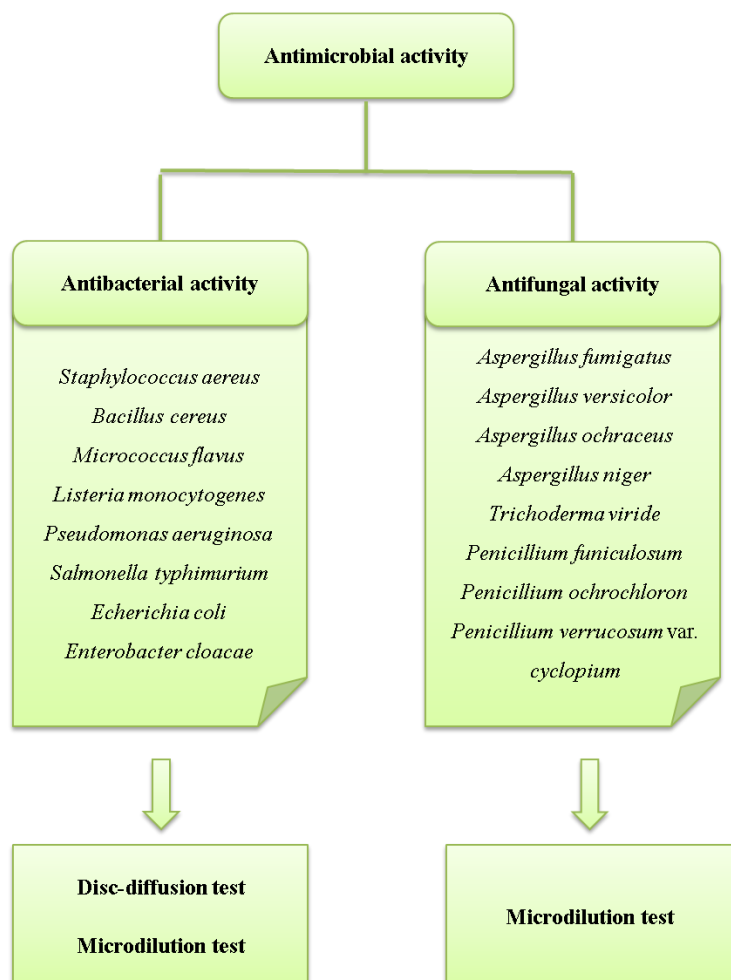 Antimicrobial activity
Antibacterial activity
Staphylococcus aereus
Bacillus cereus
Micrococcus flavus
Listeria monocytogenes
Pseudomonas aeruginosa
Salmonella typhimurium
Echerichia coli
Enterobacter cloacae
Disc-diffusion test
Microdilution test
Antifungal activity
Aspergillus fumigatus
Aspergillus versicolor
Aspergillus ochraceus
Aspergillus niger
Trichoderma viride
Penicillium funiculosum
Penicillium ochrochloron
Penicillium verrucosum var.
cyclopium
Microdilution test